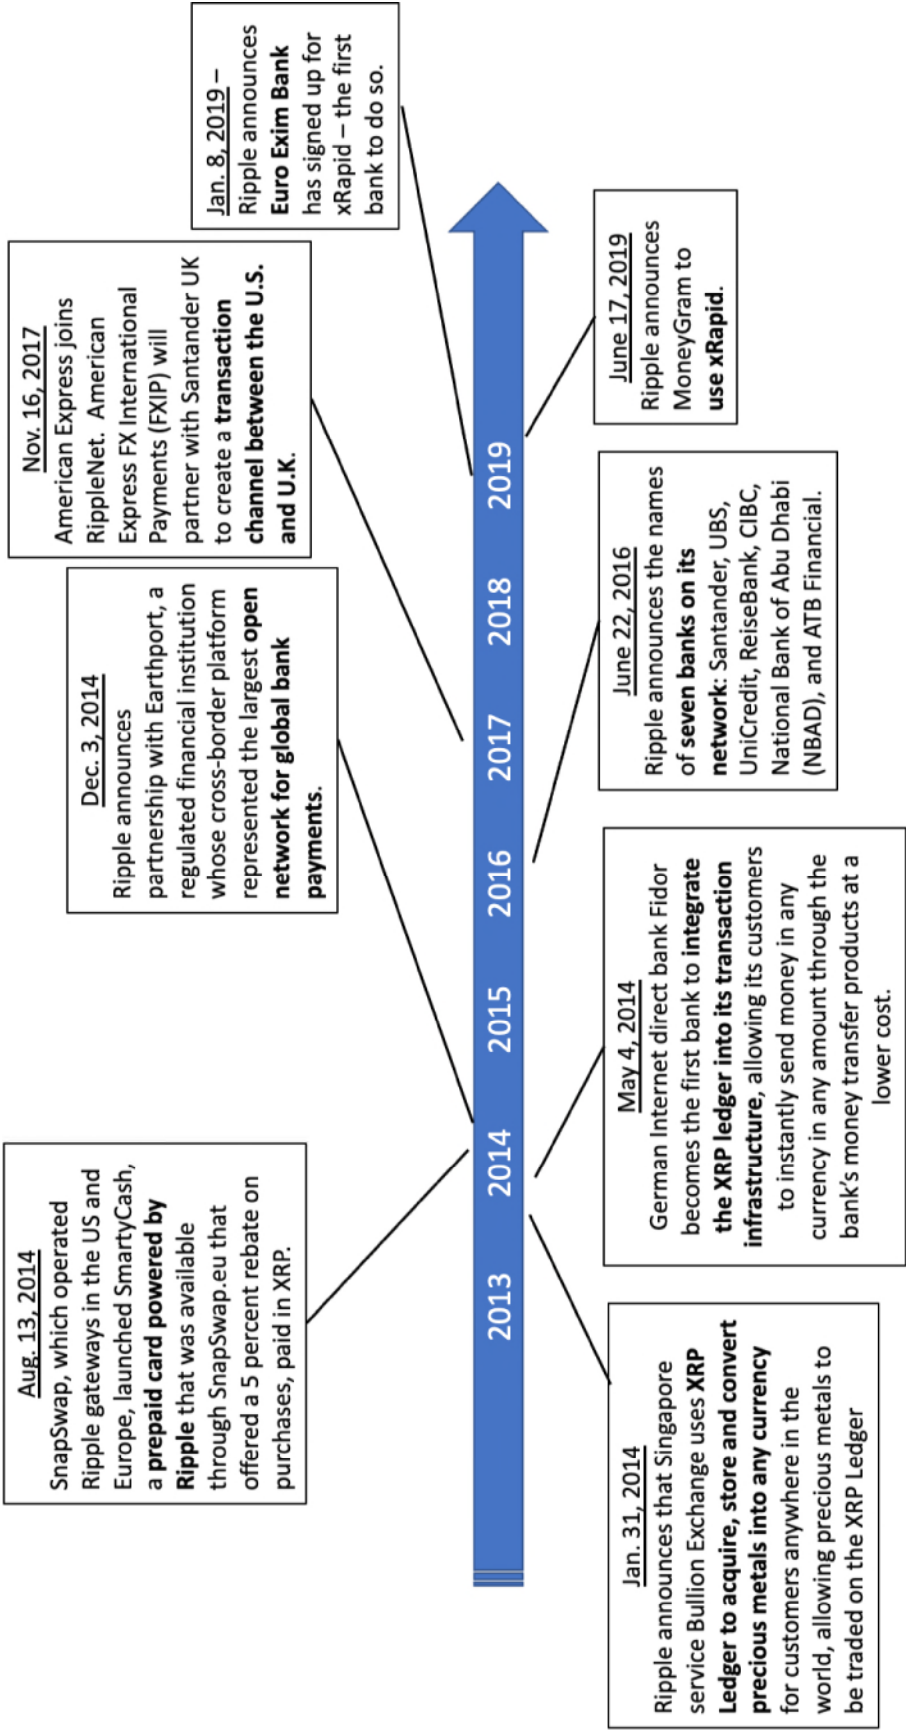 Aug. 13, 2014
SnapSwap, which operated
Ripple gateways in the US and
Europe, launched SmartyCash,
a prepaid card powered by
Ripple that was available
through SnapSwap.eu that
offered a 5 percent rebate on
purchases, paid in XRP.
Dec. 3, 2014
Ripple announces
partnership with Earthport, a
regulated financial institution
whose cross-border platform
represented the largest open
network for global bank
payments.
Nov. 16, 2017
American Express joins
RippleNet. American
Express FX International
Payments (FXIP) will
partner with Santander UK
to create a transaction
channel between the U.S.
and U.K.
Jan. 8, 2019 –
Ripple announces
Euro Exim Bank
has signed up for
xRapid – the first
bank to do so.
2013 2014 2015 2016 2017 2018 2019
Jan. 31, 2014
Ripple announces that Singapore
service Bullion Exchange uses XRP
Ledger to acquire, store and convert
precious metals into any currency
for customers anywhere in the
world, allowing precious metals to
be traded on the XRP Ledger
May 4, 2014
German Internet direct bank Fidor
becomes the first bank to integrate
the XRP ledger into its transaction
infrastructure, allowing its customers
to instantly send money in any
currency in any amount through the
bank's money transfer products at a
lower cost.
June 22, 2016
Ripple announces the names
of seven banks on its
network: Santander, UBS,
UniCredit, ReiseBank, CIBC,
National Bank of Abu Dhabi
(NBAD), and ATB Financial.
June 17, 2019
Ripple announces
MoneyGram to
use xRapid.